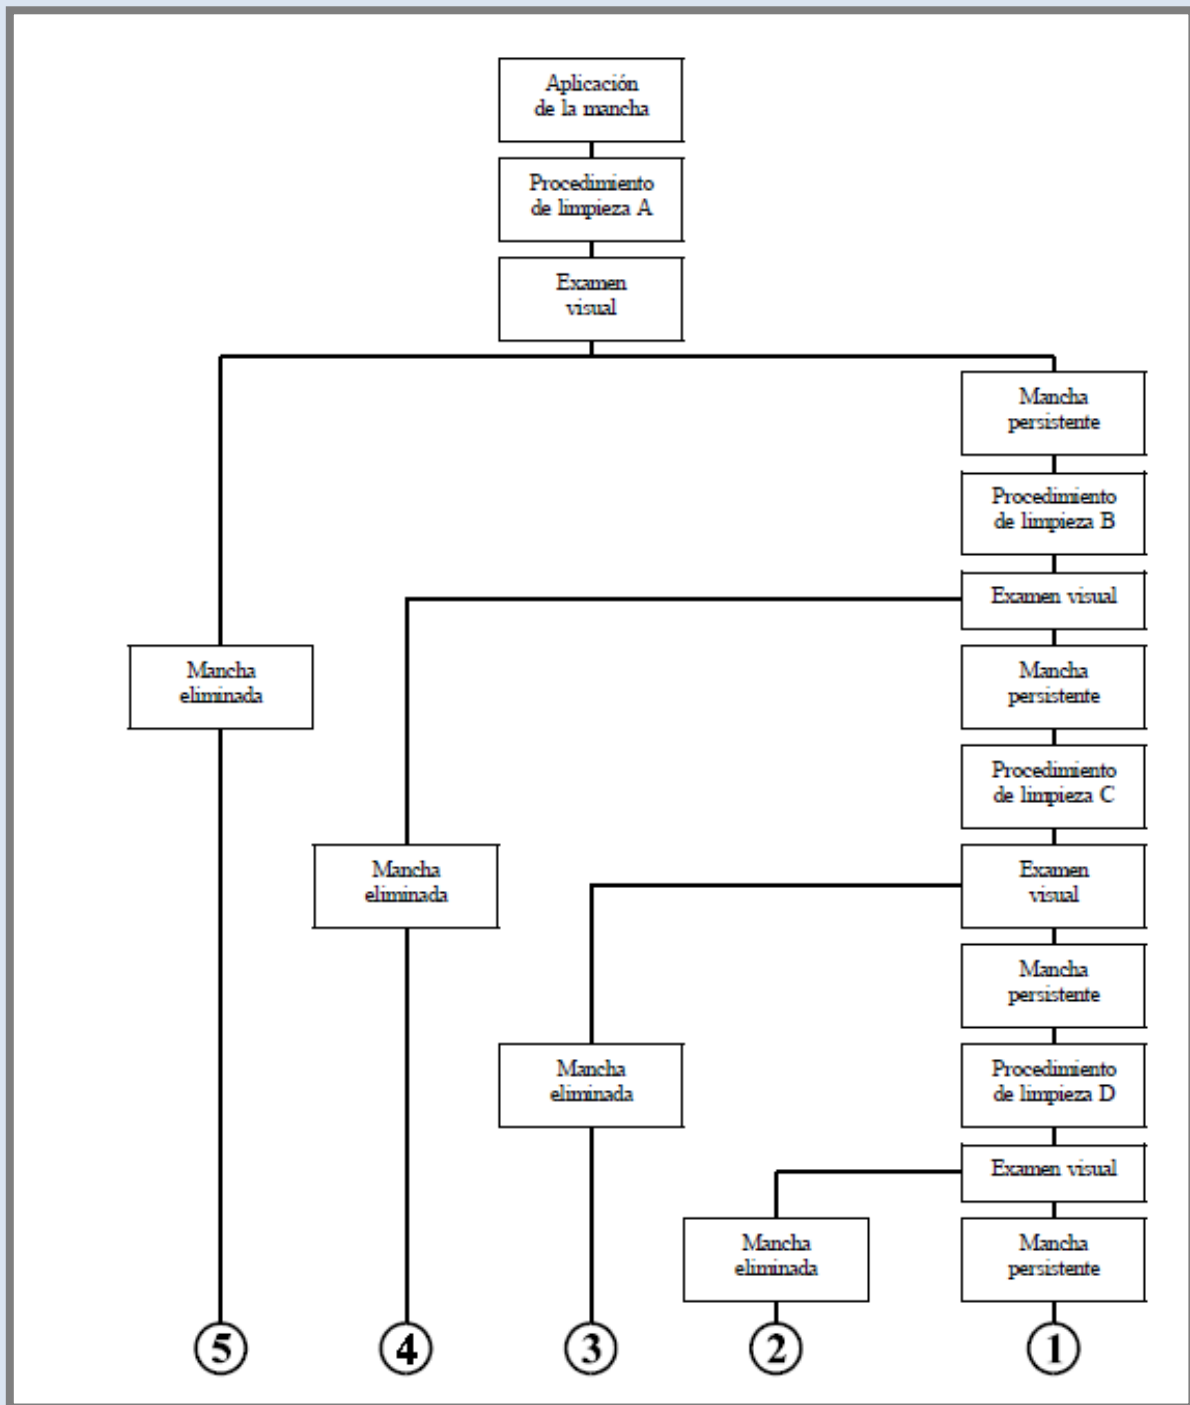 Aplicación
de la mancha
Procedimiento
de limpieza A
Examen
visual
Mancha
persistente
Procedimiento
de limpieza B
Examen visual
Mancha
eliminada
Mancha
persistente
Procedimiento
de limpieza C
Mancha
eliminada
Examen
visual
Mancha
persistente
Mancha
eliminada
Procedimiento
de limpieza D
Examen visual
Mancha
eliminada
Mancha
persistente
5 4 3 2 1